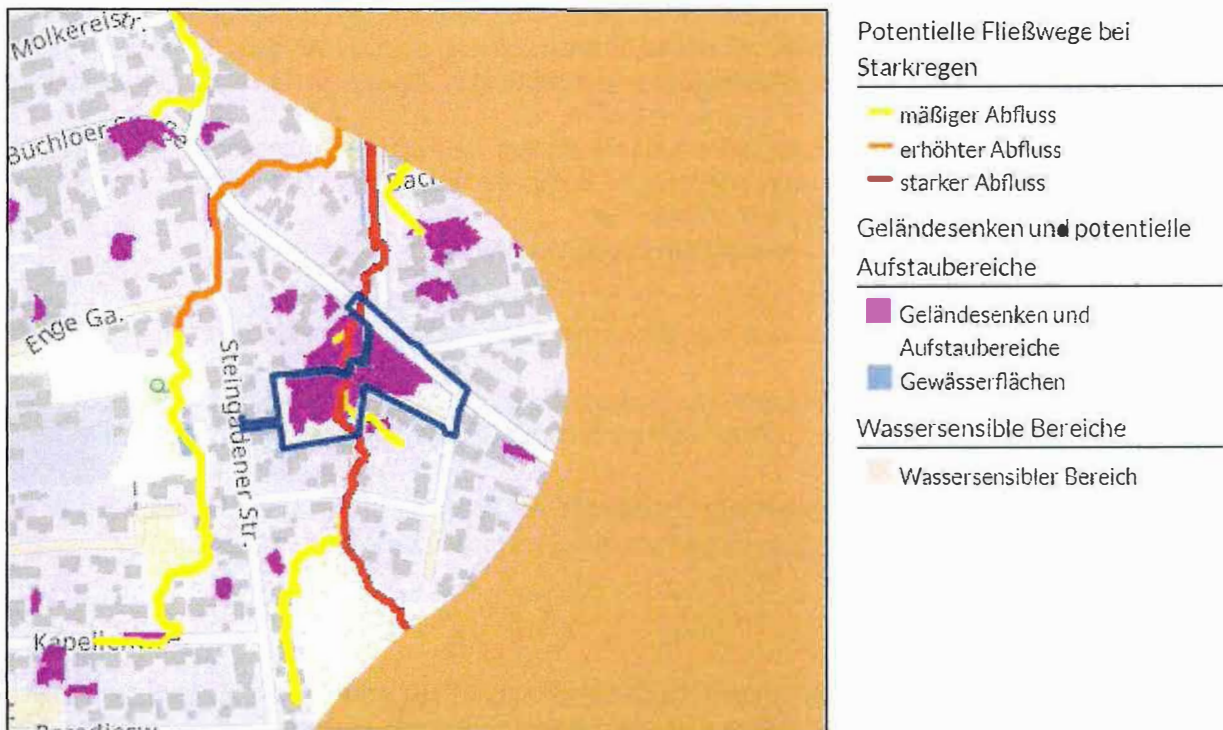 Molkereistr.
Buchloer
Enge Ga.
Steingadener Str.
Potentielle Fließwege bei
Starkregen
mäßiger Abfluss
erhöhter Abfluss
starker Abfluss
Geländesenken und potentielle
Aufstaubereiche
Geländesenken und
Aufstaubereiche
Gewässerflächen
Wassersensible Bereiche
Wassersensibler Bereich